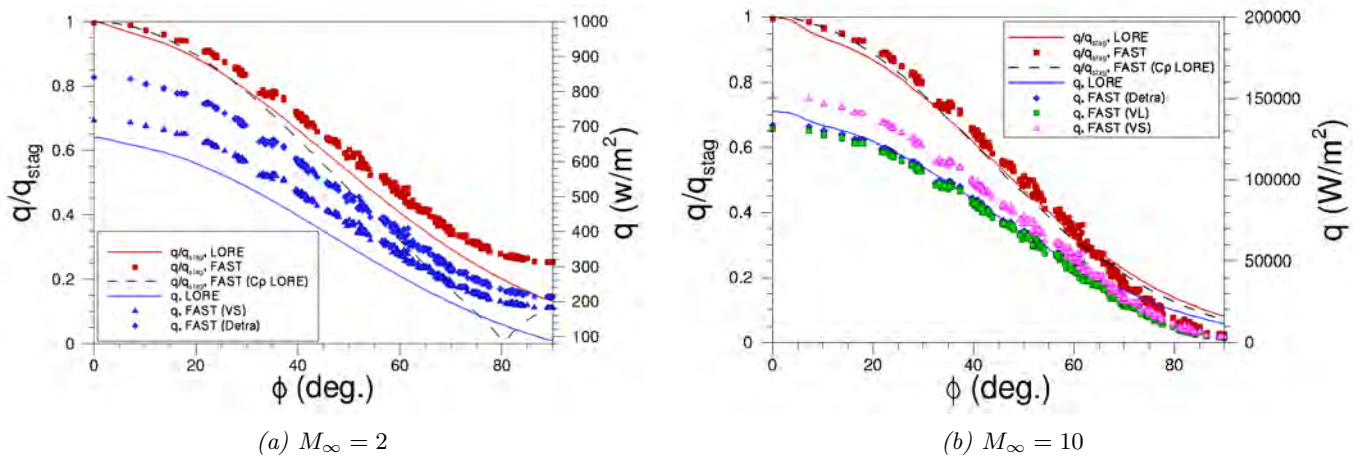 1
0.8
0.6
0.4
0.2
0
q/q_stag
1000
900
800
700
600
500
400
300
200
100
q (w/m²)
0
20
40
60
80
ϕ (deg.)
q/q_stag, LORE
q/q_stag, FAST
q/q_stag, FAST (Cp LORE)
q, LORE
q, FAST (VS)
q, FAST (Detra)
(a) M∞ = 2
1
0.8
0.6
0.4
0.2
0
q/q_stag
200000
150000
100000
50000
0
q (W/m²)
0
20
40
60
80
ϕ (deg.)
q/q_stag, LORE
q/q_stag, FAST
q/q_stag, FAST (Cp LORE)
q, LORE
q, FAST (Detra)
q, FAST (VL)
q, FAST (VS)
(b) M∞ = 10